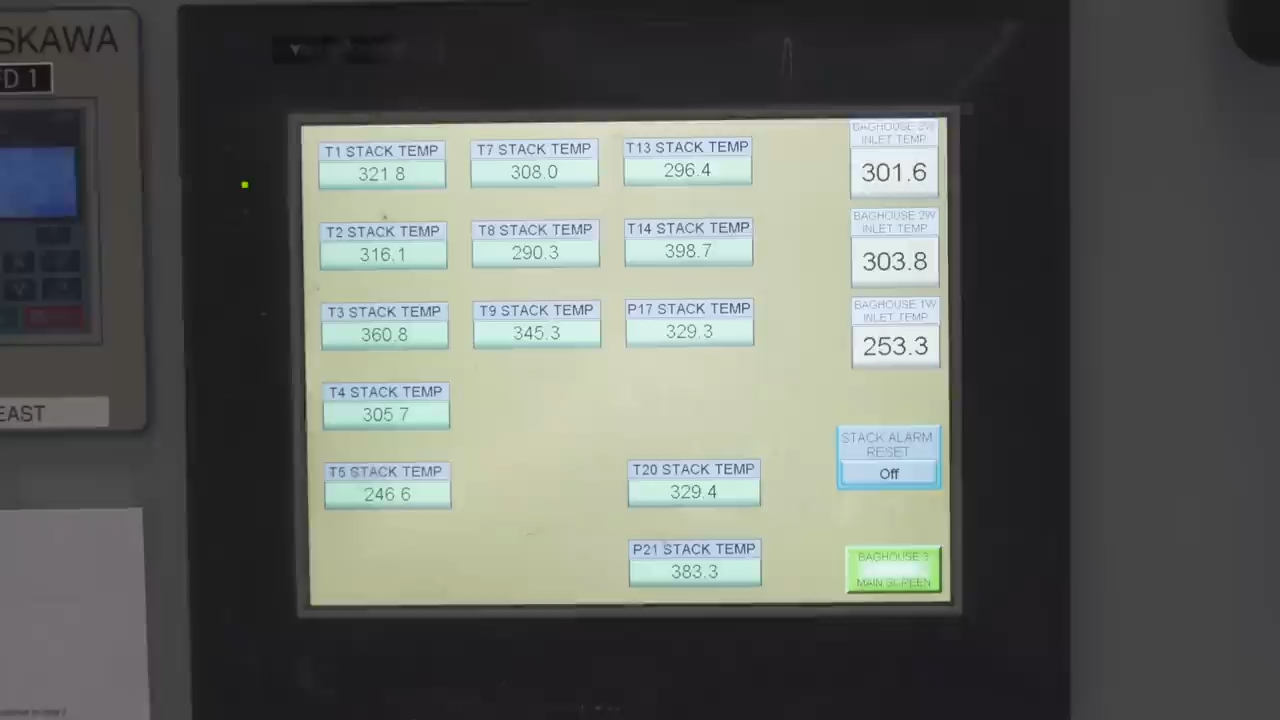 SKAWA
FD 1
EAST
T1 STACK TEMP
321.8
T2 STACK TEMP
316.1
T3 STACK TEMP
360.8
T4 STACK TEMP
305.7
T5 STACK TEMP
246.6
T7 STACK TEMP
308.0
T8 STACK TEMP
290.3
T9 STACK TEMP
345.3
T13 STACK TEMP
296.4
T14 STACK TEMP
398.7
P17 STACK TEMP
329.3
T20 STACK TEMP
329.4
P21 STACK TEMP
383.3
BAGHOUSE
INLET TEMP
301.6
BAGHOUSE 2W
INLET TEMP
303.8
BAGHOUSE 1W
INLET TEMP
253.3
STACK ALARM
RESET
Off
BAGHOUSE 3
MAIN SCREEN